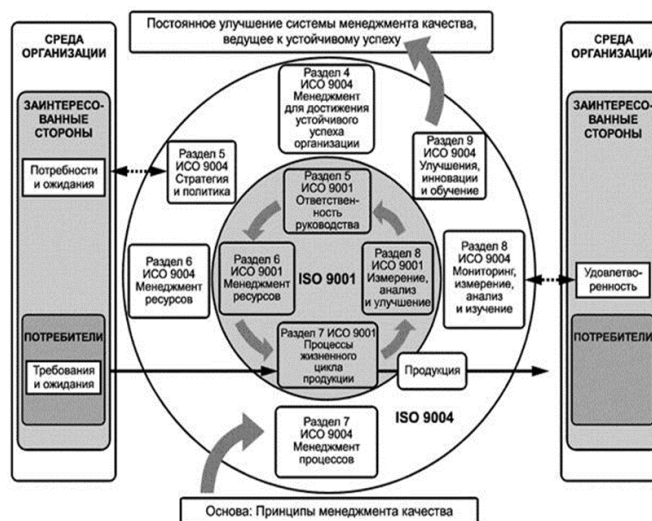 Постоянное улучшение системы менеджмента качества,
ведущее к устойчивому успеху
СРЕДА
ОРГАНИЗАЦИИ
ЗАИНТЕРЕСО-
ВАННЫЕ
СТОРОНЫ
Потребности
и ожидания
ПОТРЕБИТЕЛИ
Требования
и ожидания
Раздел 4
ИСО 9004
Менеджмент
для достижения
устойчивого
успеха
организации
Раздел 5
ИСО 9004
Стратегия
и политика
Раздел 9
ИСО 9004
Улучшения,
инновации
и обучение
Раздел 5
ИСО 9001
Ответствен-
ность
руководства
Раздел 6
ИСО 9004
Менеджмент
ресурсов
Раздел 6
ИСО 9001
Менеджмент
ресурсов
ISO 9001
Раздел 8
ИСО 9001
Измерение,
анализ
и улучшение
Раздел 8
ИСО 9004
Мониторинг,
измерение,
анализ
и изучение
Раздел 7 ИСО 9001
Процессы
жизненного
цикла
продукции
Продукция
ISO 9004
Раздел 7
ИСО 9004
Менеджмент
процессов
Основа: Принципы менеджмента качества
СРЕДА
ОРГАНИЗАЦИИ
ЗАИНТЕРЕСО-
ВАННЫЕ
СТОРОНЫ
Удовлетво-
ренность
ПОТРЕБИТЕЛИ